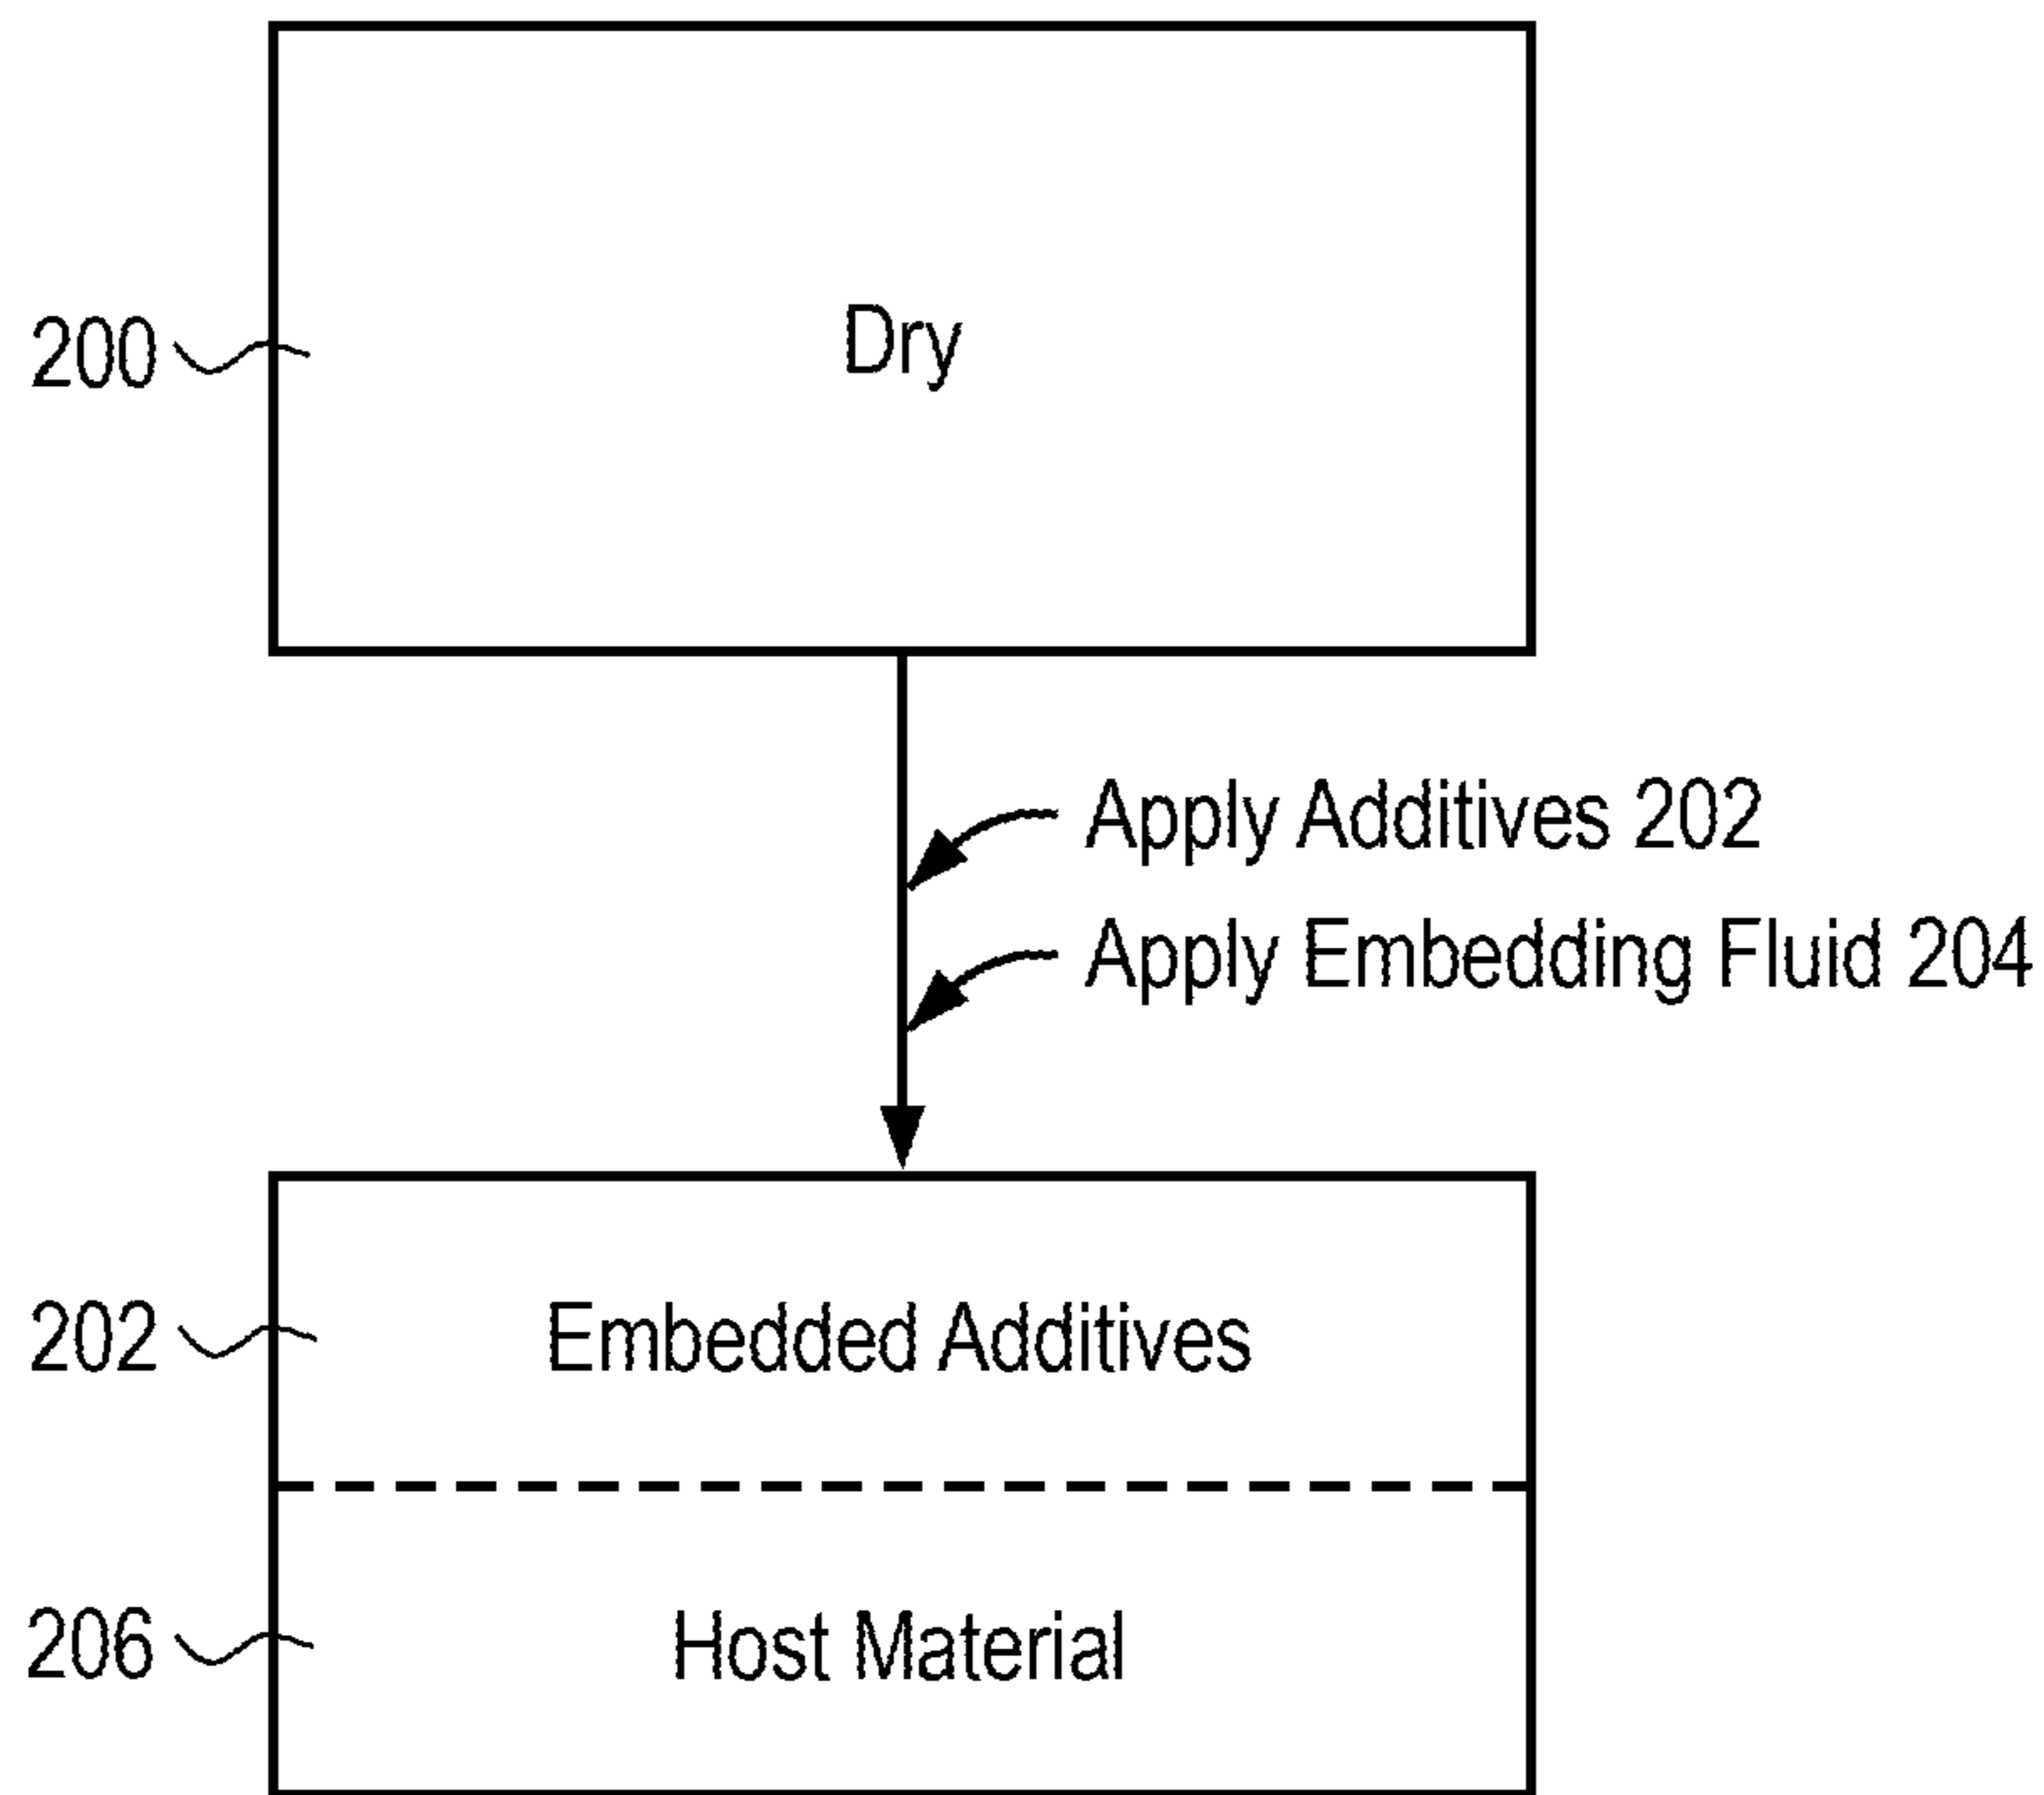 200
Dry
Apply Additives 202
Apply Embedding Fluid 204
202
Embedded Additives
206
Host Material